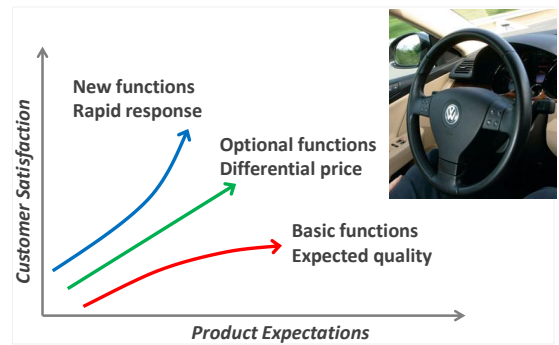 New functions
Rapid response
Optional functions
Differential price
Basic functions
Expected quality
Customer Satisfaction
Product Expectations